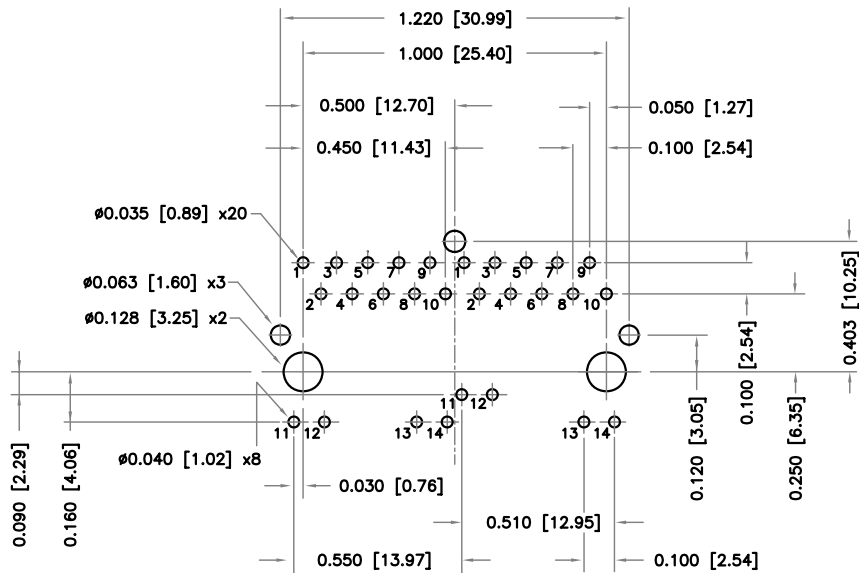 1.220 [30.99]
1.000 [25.40]
0.500 [12.70]
0.050 [1.27]
0.450 [11.43]
0.100 [2.54]
ø0.035 [0.89] x20
1 3 5 7 9 1 3 5 7 9
ø0.063 [1.60] x3
2 4 6 8 10 2 4 6 8 10
ø0.128 [3.25] x2
0.403 [10.25]
0.100 [2.54]
0.120 [3.05]
0.250 [6.35]
11 12
11 12 13 14 13 14
ø0.040 [1.02] x8
0.090 [2.29]
0.160 [4.06]
0.030 [0.76]
0.510 [12.95]
0.550 [13.97]
0.100 [2.54]